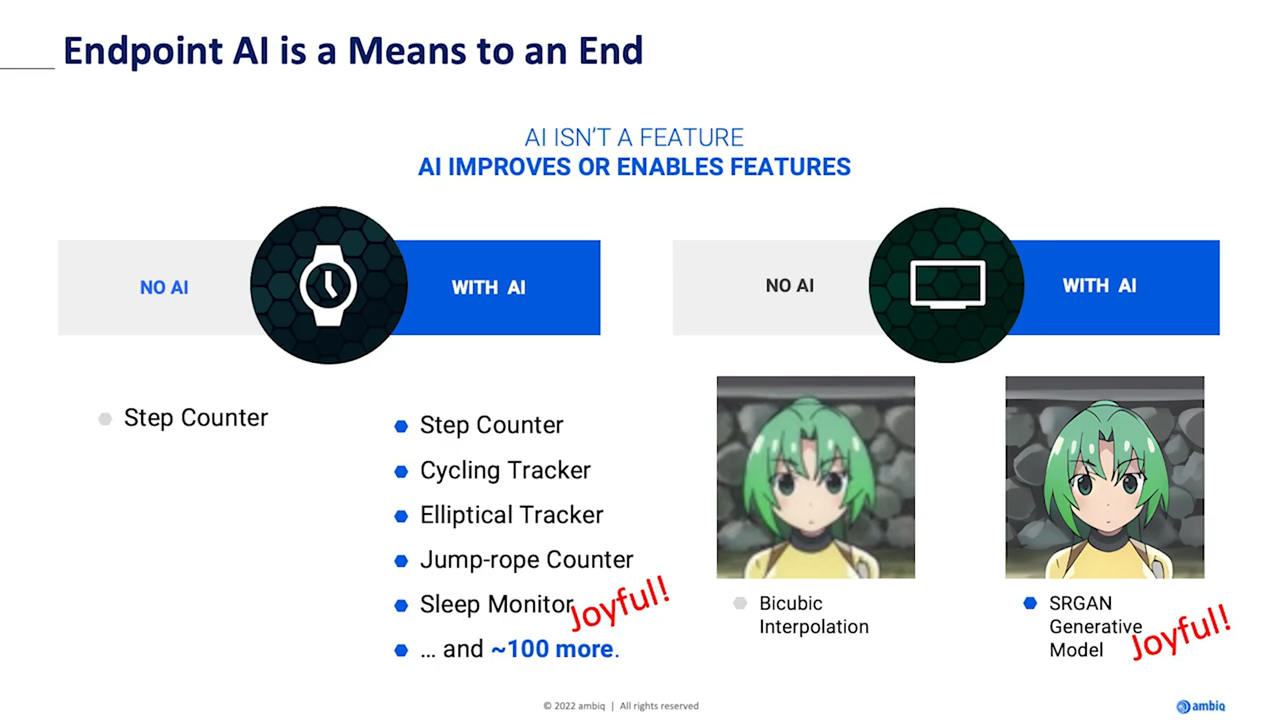 Endpoint AI is a Means to an End
AI ISN'T A FEATURE
AI IMPROVES OR ENABLES FEATURES
NO AI
WITH AI
Step Counter
Step Counter
Cycling Tracker
Elliptical Tracker
Jump-rope Counter
Sleep Monitor
Joyful!
... and ~100 more.
NO AI
WITH AI
Bicubic
Interpolation
SRGAN
Generative
Model
Joyful!
© 2022 ambiq | All rights reserved
ambiq